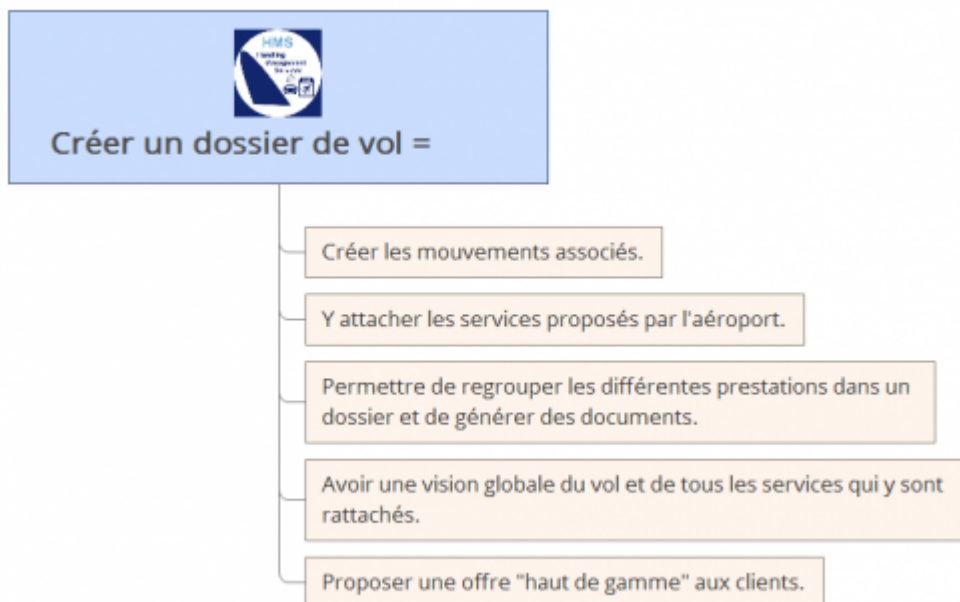 HMS
Créer un dossier de vol =
Créer les mouvements associés.
Y attacher les services proposés par l'aéroport.
Permettre de regrouper les différentes prestations dans un
dossier et de générer des documents.
Avoir une vision globale du vol et de tous les services qui y sont
rattachés.
Proposer une offre "haut de gamme" aux clients.